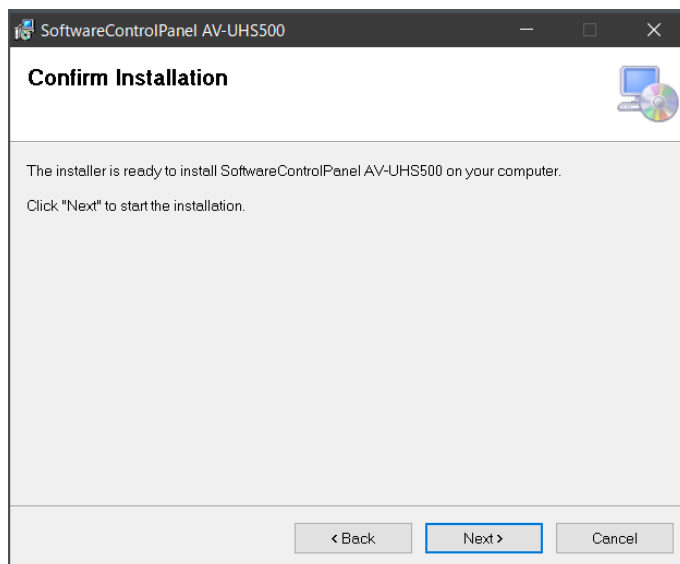 SoftwareControlPanel AV-UHS500
Confirm Installation
The installer is ready to install SoftwareControlPanel AV-UHS500 on your computer.
Click "Next" to start the installation.
< Back
Next >
Cancel